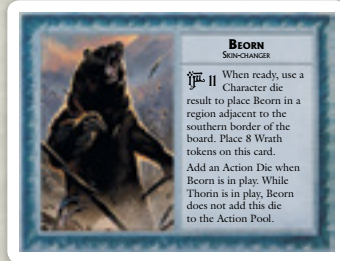 BEORN
SKIN-CHANGER
11 When ready, use a
Character die
result to place Beorn in a
region adjacent to the
southern border of the
board. Place 8 Wrath
tokens on this card.
Add an Action Die when
Beorn is in play. While
Thorin is in play, Beorn
does not add this die
to the Action Pool.